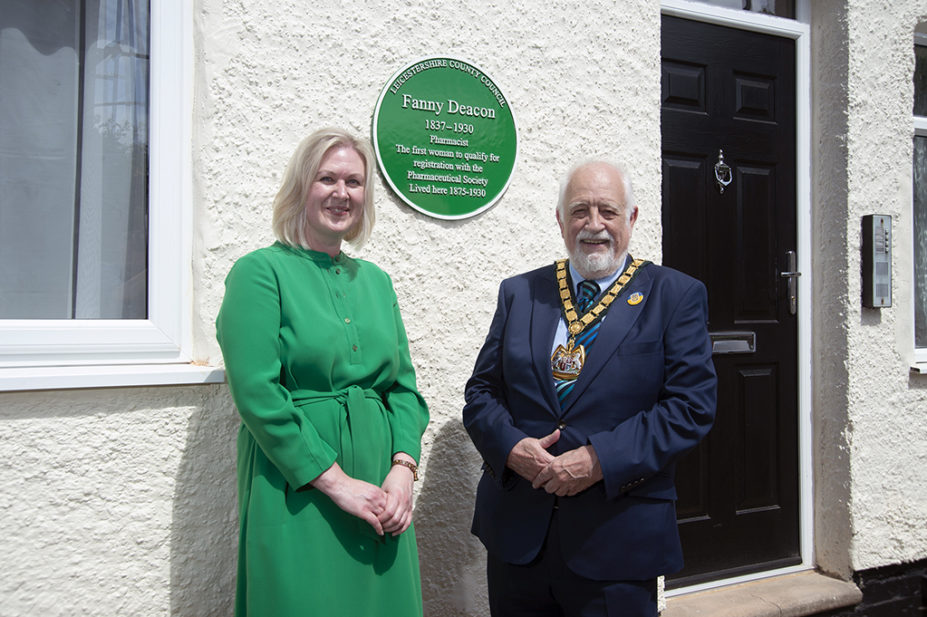 LEICESTERSHIRE COUNTY COUNCIL
Fanny Deacon
1837–1930
Pharmacist
The first woman to qualify for
registration with the
Pharmaceutical Society
Lived here 1875-1930